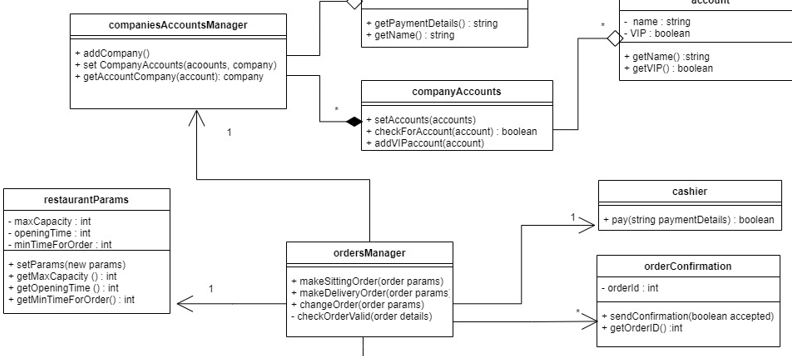 companiesAccountsManager
+ addCompany()
+ set CompanyAccounts(acoounts, company)
+ getAccountCompany(account): company
+ getPaymentDetails() : string
+ getName() : string
*
account
- name : string
- VIP : boolean
+ getName() :string
+ getVIP() : boolean
*
companyAccounts
+ setAccounts(accounts)
+ checkForAccount(account) : boolean
+ addVIPaccount(account)
1
restaurantParams
- maxCapacity : int
- openingTime : int
- minTimeForOrder : int
+ setParams(new params)
+ getMaxCapacity () : int
+ getOpeningTime () : int
+ getMinTimeForOrder() : int
1
ordersManager
+ makeSittingOrder(order params)
+ makeDeliveryOrder(order params)
+ changeOrder(order params)
- checkOrderValid(order details)
1
cashier
+ pay(string paymentDetails) : boolean
*
orderConfirmation
- orderId : int
+ sendConfirmation(boolean accepted)
+ getOrderID() :int